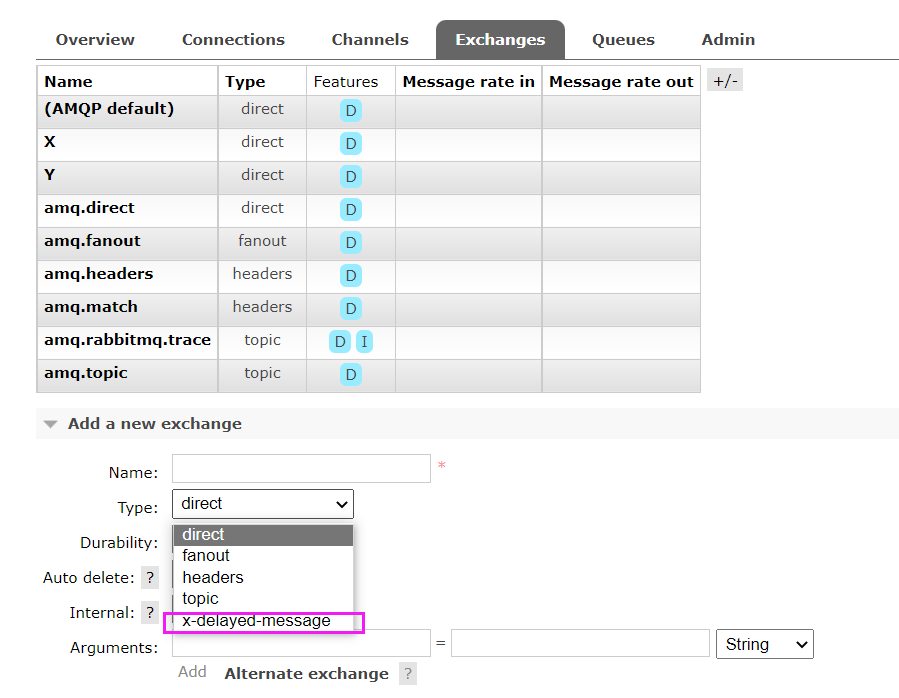 Overview Connections Channels Exchanges Queues Admin
Name Type Features Message rate in Message rate out +/-
(AMQP default) direct D
X direct D
Y direct D
amq.direct direct D
amq.fanout fanout D
amq.headers headers D
amq.match headers D
amq.rabbitmq.trace topic D I
amq.topic topic D
Add a new exchange
Name: *
Type: direct
direct
Durability:
fanout
Auto delete: ? headers
topic
Internal: ?
x-delayed-message
Arguments: = String
Add Alternate exchange ?